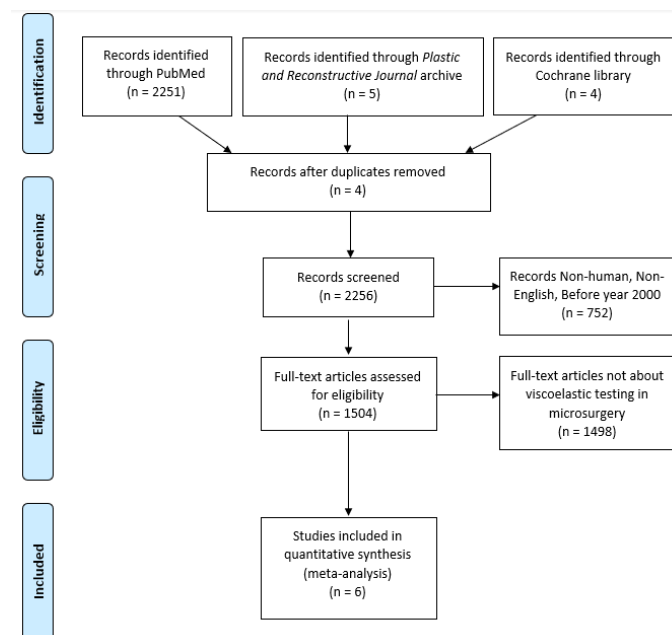 Identification
Records identified
through PubMed
(n = 2251)
Records identified through Plastic
and Reconstructive Journal archive
(n = 5)
Records identified through
Cochrane library
(n = 4)
Records after duplicates removed
(n = 4)
Screening
Records screened
(n = 2256)
Records Non-human, Non-
English, Before year 2000
(n = 752)
Eligibility
Full-text articles assessed
for eligibility
(n = 1504)
Full-text articles not about
viscoelastic testing in
microsurgery
(n = 1498)
Included
Studies included in
quantitative synthesis
(meta-analysis)
(n = 6)